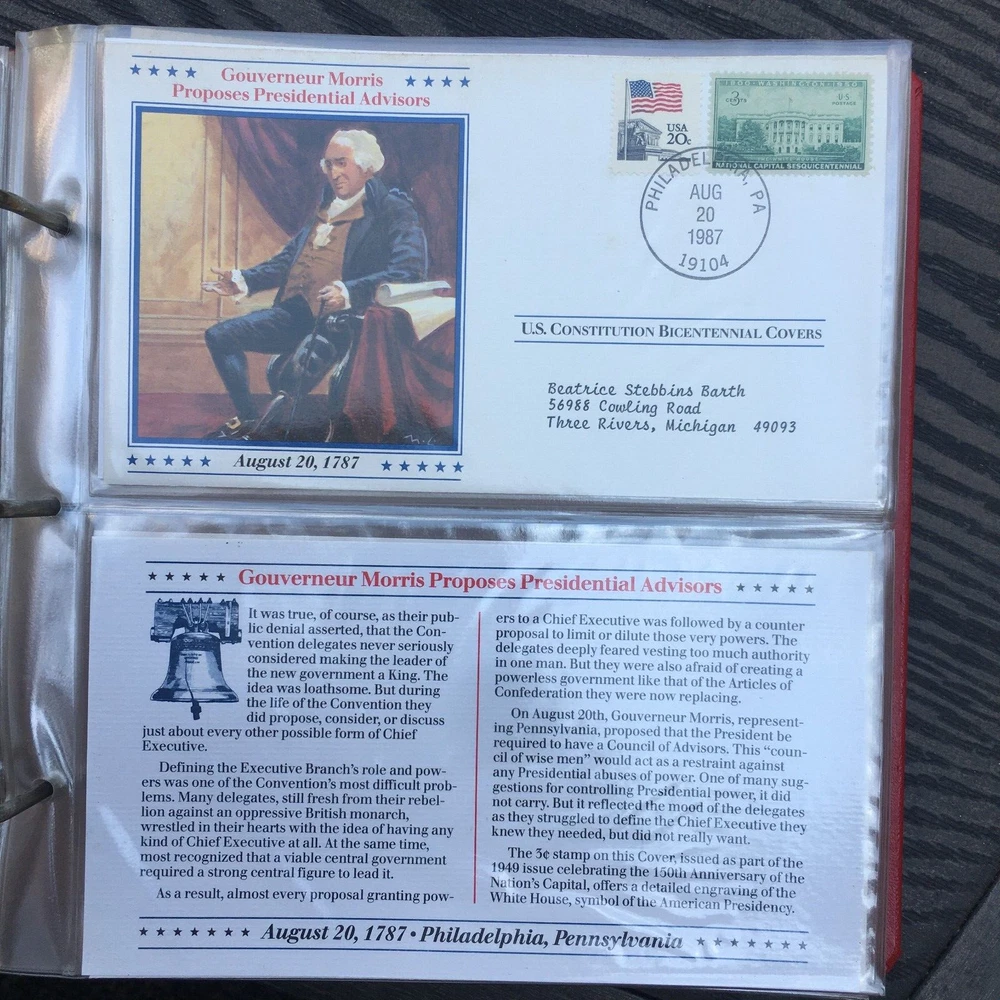 Gouverneur Morris
Proposes Presidential Advisors
August 20, 1787
USA
20c
1800·WASHINGTON·1950
3
CENTS
U·S
POSTAGE
THE WHITE HOUSE
NATIONAL CAPITAL SESQUICENTENNIAL
PHILADELPHIA, PA
AUG
20
1987
19104
U.S. CONSTITUTION BICENTENNIAL COVERS
Beatrice Stebbins Barth
56988 Cowling Road
Three Rivers, Michigan 49093
Gouverneur Morris Proposes Presidential Advisors
It was true, of course, as their pub-
lic denial asserted, that the Con-
vention delegates never seriously
considered making the leader of
the new government a King. The
idea was loathsome. But during
the life of the Convention they
did propose, consider, or discuss
just about every other possible form of Chief
Executive.
Defining the Executive Branch's role and pow-
ers was one of the Convention's most difficult prob-
lems. Many delegates, still fresh from their rebel-
lion against an oppressive British monarch,
wrestled in their hearts with the idea of having any
kind of Chief Executive at all. At the same time,
most recognized that a viable central government
required a strong central figure to lead it.
As a result, almost every proposal granting pow-
ers to a Chief Executive was followed by a counter
proposal to limit or dilute those very powers. The
delegates deeply feared vesting too much authority
in one man. But they were also afraid of creating a
powerless government like that of the Articles of
Confederation they were now replacing.
On August 20th, Gouverneur Morris, represent-
ing Pennsylvania, proposed that the President be
required to have a Council of Advisors. This “coun-
cil of wise men” would act as a restraint against
any Presidential abuses of power. One of many sug-
gestions for controlling Presidential power, it did
not carry. But it reflected the mood of the delegates
as they struggled to define the Chief Executive they
knew they needed, but did not really want.
The 3¢ stamp on this Cover, issued as part of the
1949 issue celebrating the 150th Anniversary of the
Nation's Capital, offers a detailed engraving of the
White House, symbol of the American Presidency.
August 20, 1787 • Philadelphia, Pennsylvania